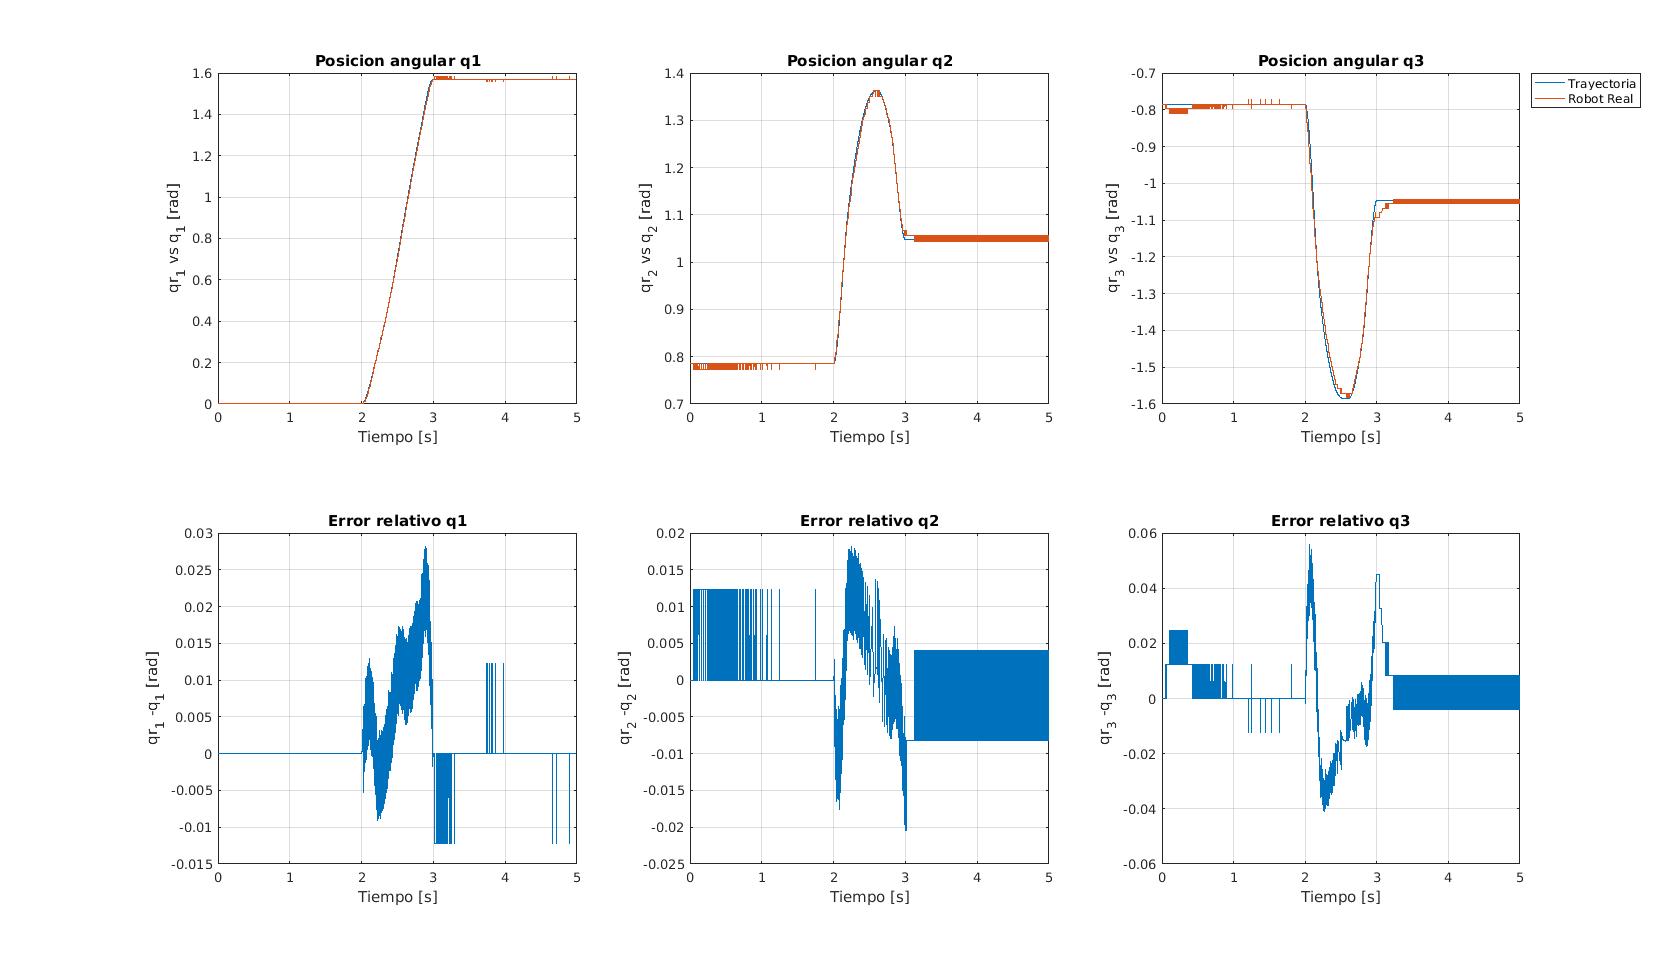 Posicion angular q1
1.6
1.4
1.2
1
0.8
0.6
0.4
0.2
0
qr1 vs q1 [rad]
0 1 2 3 4 5
Tiempo [s]
Posicion angular q2
1.4
1.3
1.2
1.1
1
0.9
0.8
0.7
qr2 vs q2 [rad]
0 1 2 3 4 5
Tiempo [s]
Posicion angular q3
-0.7
-0.8
-0.9
-1
-1.1
-1.2
-1.3
-1.4
-1.5
-1.6
qr3 vs q3 [rad]
0 1 2 3 4 5
Tiempo [s]
Trayectoria
Robot Real
Error relativo q1
0.03
0.025
0.02
0.015
0.01
0.005
0
-0.005
-0.01
-0.015
qr1 -q1 [rad]
0 1 2 3 4 5
Tiempo [s]
Error relativo q2
0.02
0.015
0.01
0.005
0
-0.005
-0.01
-0.015
-0.02
-0.025
qr2 -q2 [rad]
0 1 2 3 4 5
Tiempo [s]
Error relativo q3
0.06
0.04
0.02
0
-0.02
-0.04
-0.06
qr3 -q3 [rad]
0 1 2 3 4 5
Tiempo [s]